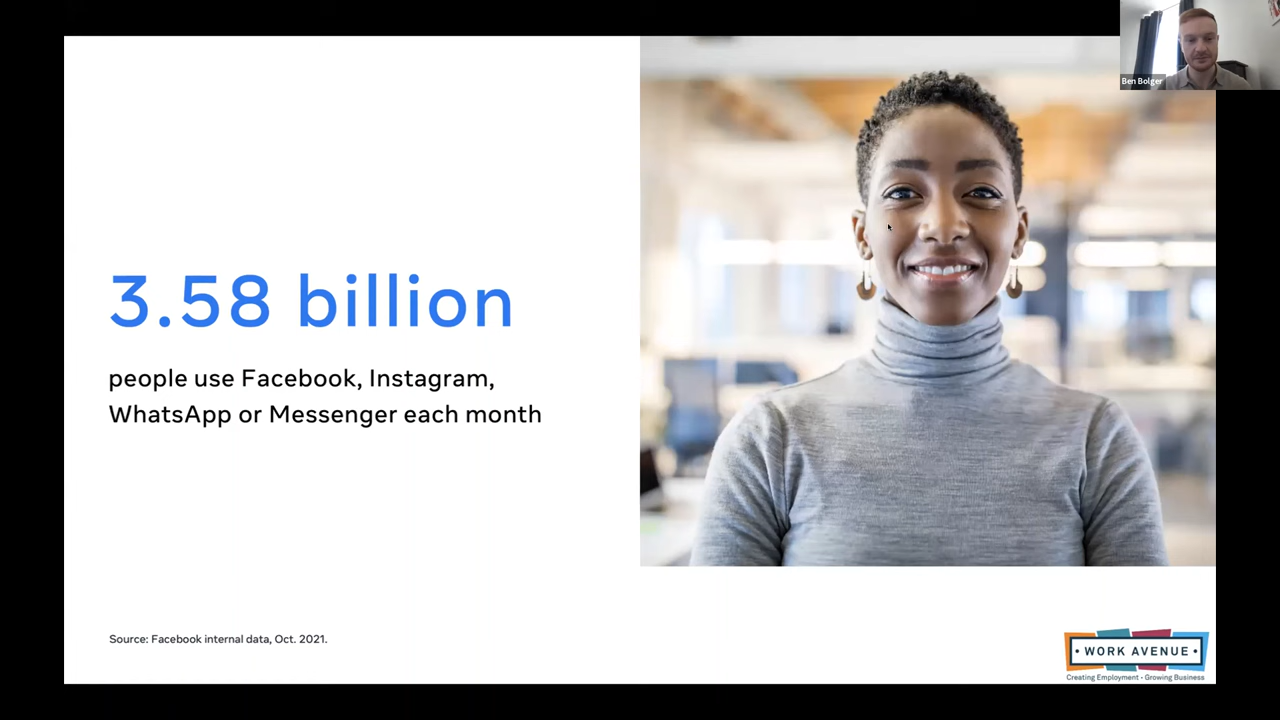 Ben Bolger
3.58 billion
people use Facebook, Instagram,
WhatsApp or Messenger each month
Source: Facebook internal data, Oct. 2021.
• WORK AVENUE •
Creating Employment • Growing Business